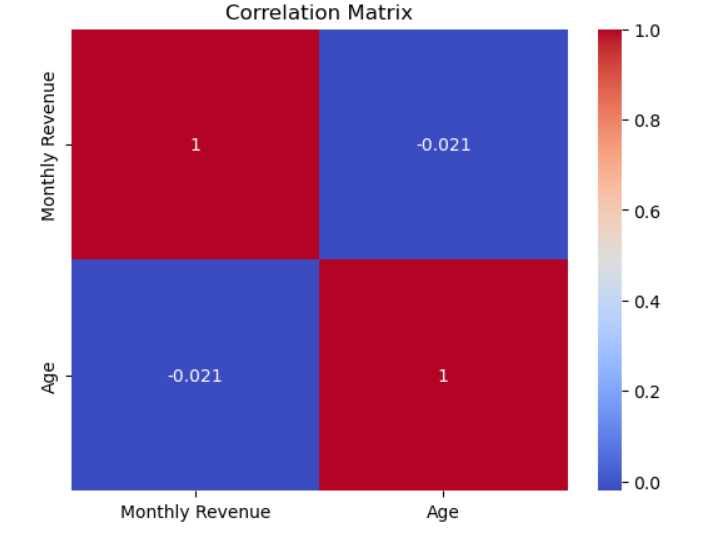 Correlation Matrix
Monthly Revenue
1
-0.021
Age
-0.021
1
Monthly Revenue
Age
1.0
0.8
0.6
0.4
0.2
0.0